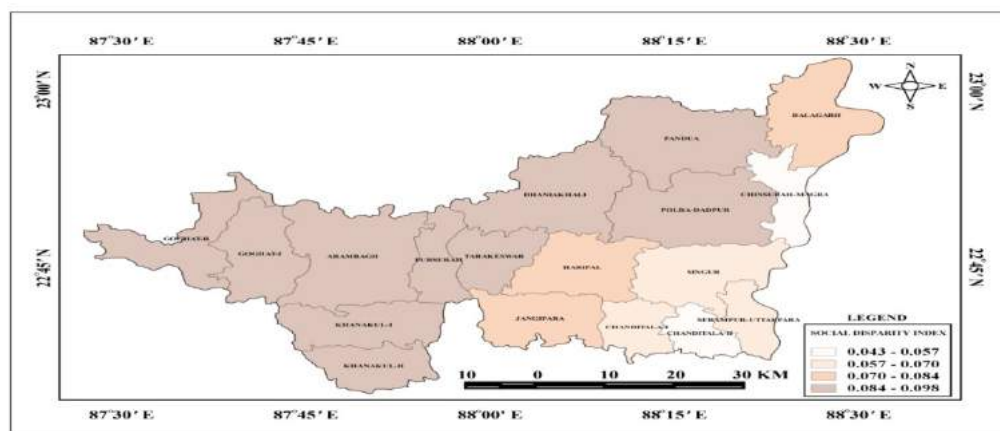 87°30′ E 87°45′ E 88°00′ E 88°15′ E 88°30′ E
23°00′ N
23°00′ N
N
W E
S
BALAGARH
PANDUA
CHINSURAH-MAGRA
DHANIAKHALI
POLBA-DADPUR
GOGHAT-II
GOGHAT-I
ARAMBAGH
PURSURAH
TARAKESWAR
HARIPAL
SINGUR
22°45′ N
22°45′ N
KHANAKUL-I
JANGIPARA
CHANDITALA-I
SERAMPUR-UTTARPARA
CHANDITALA-II
KHANAKUL-II
LEGEND
SOCIAL DISPARITY INDEX
0.043 - 0.057
0.057 - 0.070
0.070 - 0.084
0.084 - 0.098
10 0 10 20 30 KM
87°30′ E 87°45′ E 88°00′ E 88°15′ E 88°30′ E